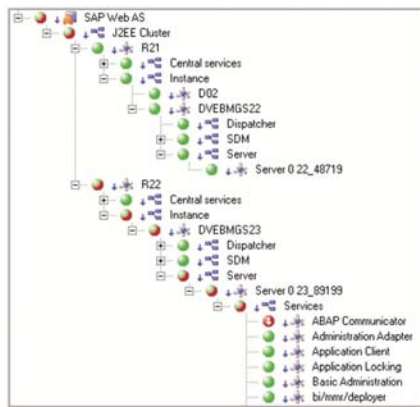 SAP Web AS
J2EE Cluster
R21
Central services
Instance
D02
DVEBMGS22
Dispatcher
SDM
Server
Server 0 22_48719
R22
Central services
Instance
DVEBMGS23
Dispatcher
SDM
Server
Server 0 23_89199
Services
ABAP Communicator
Administration Adapter
Application Client
Application Locking
Basic Administration
bi/mmr/deployer